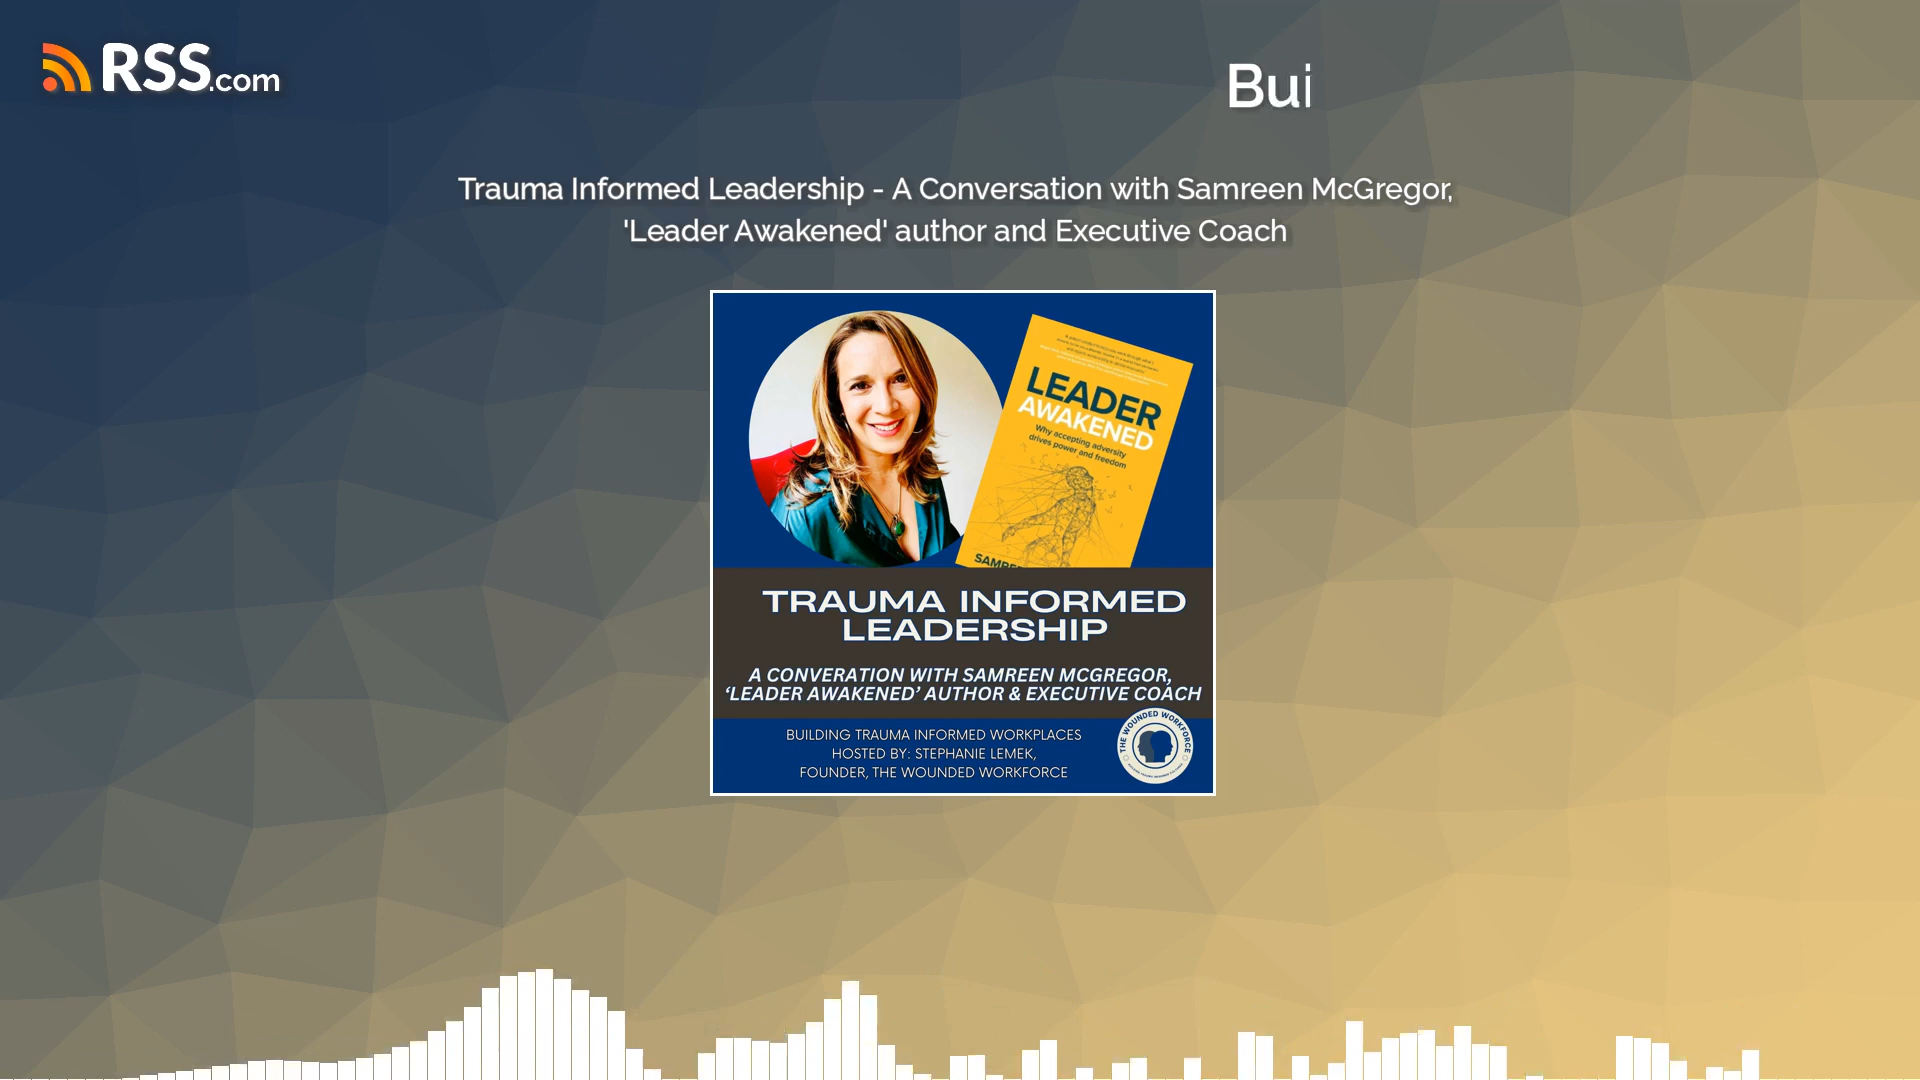 RSS.com
Bui
Trauma Informed Leadership - A Conversation with Samreen McGregor,
'Leader Awakened' author and Executive Coach
LEADER
AWAKENED
Why accepting adversity
drives power and freedom
TRAUMA INFORMED
LEADERSHIP
A CONVERATION WITH SAMREEN MCGREGOR,
‘LEADER AWAKENED’ AUTHOR & EXECUTIVE COACH
BUILDING TRAUMA INFORMED WORKPLACES
HOSTED BY: STEPHANIE LEMEK,
FOUNDER, THE WOUNDED WORKFORCE
THE WOUNDED WORKFORCE